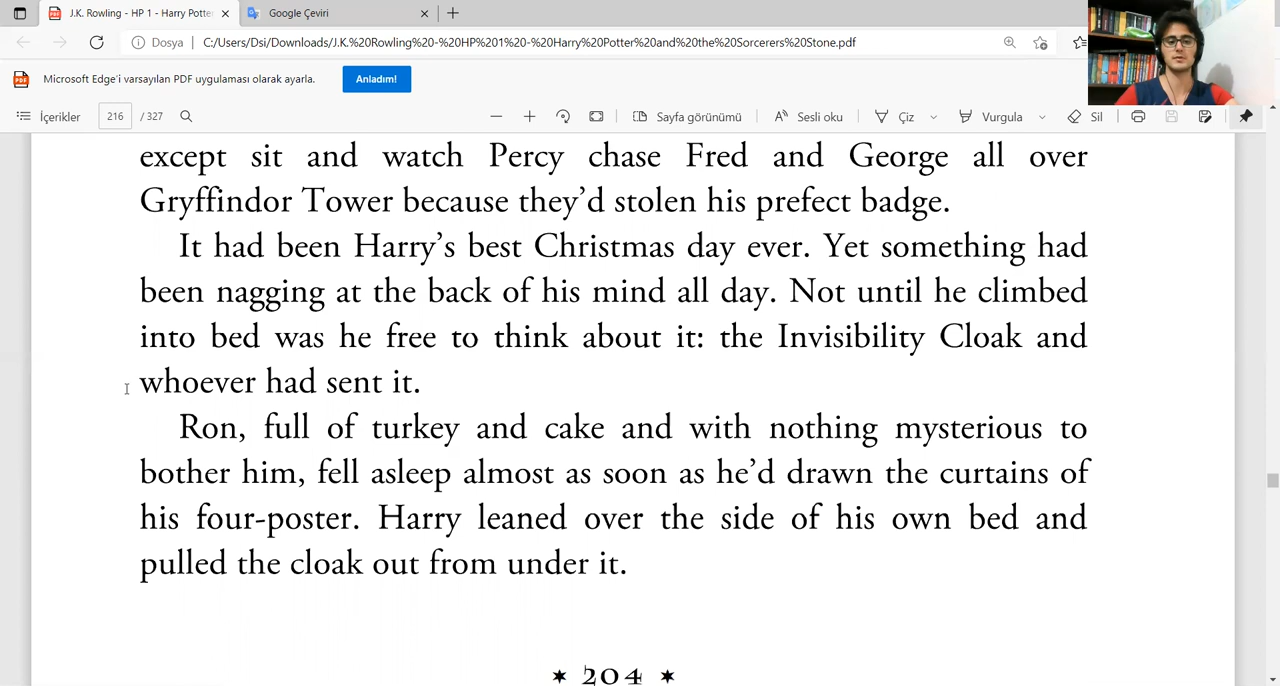 J.K. Rowling - HP 1 - Harry Potte
Google Çeviri
Dosya
C:/Users/Dsi/Downloads/J.K.%20Rowling%20-%20HP%201%20-%20Harry%20Potter%20and%20the%20Sorcerers%20Stone.pdf
Microsoft Edge'i varsayılan PDF uygulaması olarak ayarla.
Anladım!
İçerikler
216
/ 327
Sayfa görünümü
Sesli oku
Çiz
Vurgula
Sil
except sit and watch Percy chase Fred and George all over
Gryffindor Tower because they’d stolen his prefect badge.
It had been Harry’s best Christmas day ever. Yet something had
been nagging at the back of his mind all day. Not until he climbed
into bed was he free to think about it: the Invisibility Cloak and
whoever had sent it.
Ron, full of turkey and cake and with nothing mysterious to
bother him, fell asleep almost as soon as he’d drawn the curtains of
his four-poster. Harry leaned over the side of his own bed and
pulled the cloak out from under it.
★ 204 ★